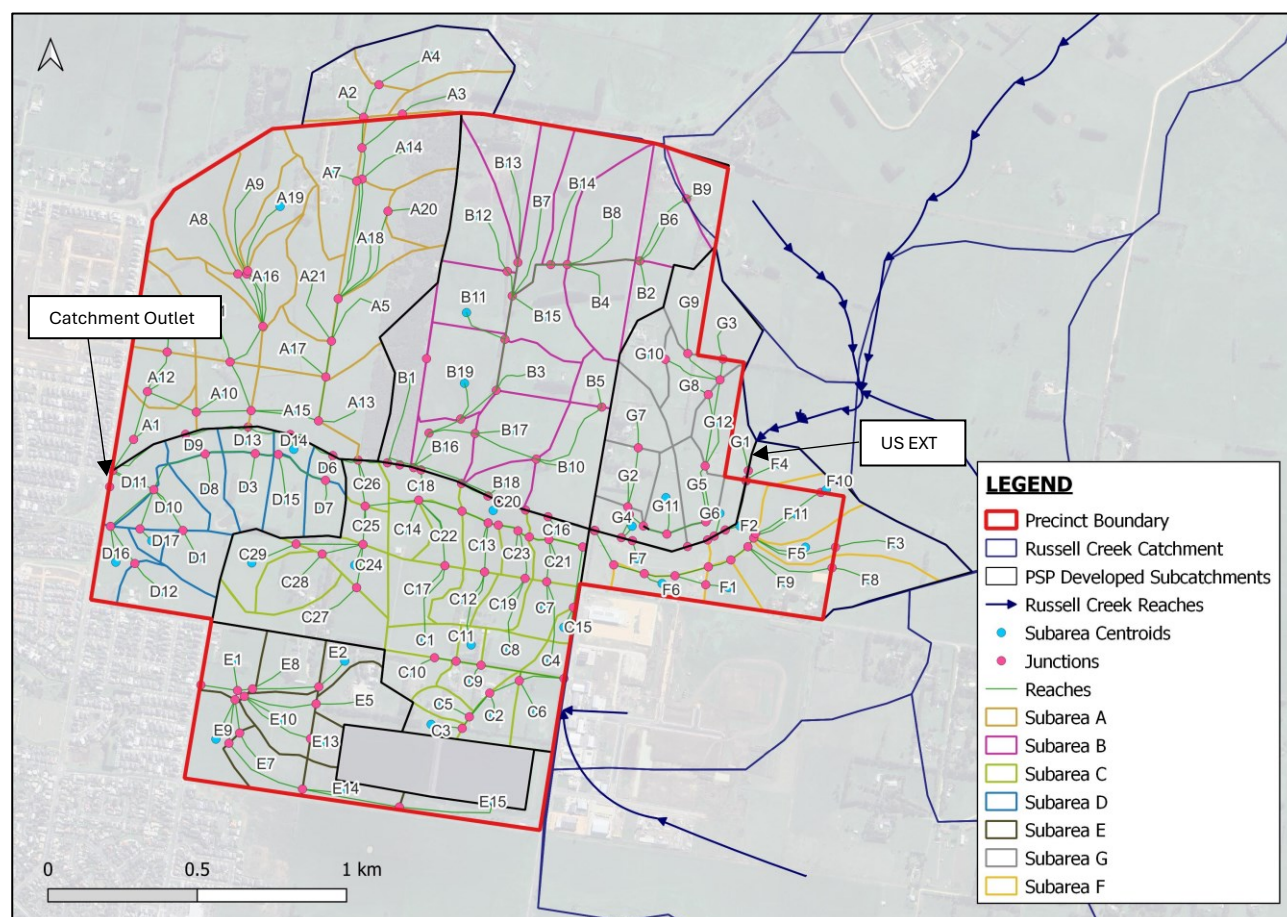 A4
A2
A3
A14
A7
A9
A19
A8
A20
A18
A16
A21
A5
Catchment Outlet
A17
A12
A10
A15
A13
A1
B13
B7
B14
B9
B12
B8
B6
B11
B15
B4
B2
B19
B3
B5
B1
B17
B16
B10
B18
G9
G3
G10
G8
G7
G12
G1
G2
G5
G4
G11
G6
US EXT
F4
F10
F11
F2
F5
F3
F9
F8
F7
F6
F1
D9
D13
D14
D6
D11
D10
D8
D3
D15
D7
D16
D17
D1
D12
C26
C18
C20
C25
C14
C22
C13
C23
C16
C21
C29
C24
C28
C17
C12
C19
C7
C27
C15
C1
C11
C8
C4
C10
C9
C5
C2
C6
C3
E1
E8
E2
E5
E10
E9
E13
E7
E14
E15
LEGEND
Precinct Boundary
Russell Creek Catchment
PSP Developed Subcatchments
Russell Creek Reaches
Subarea Centroids
Junctions
Reaches
Subarea A
Subarea B
Subarea C
Subarea D
Subarea E
Subarea G
Subarea F
0 0.5 1 km